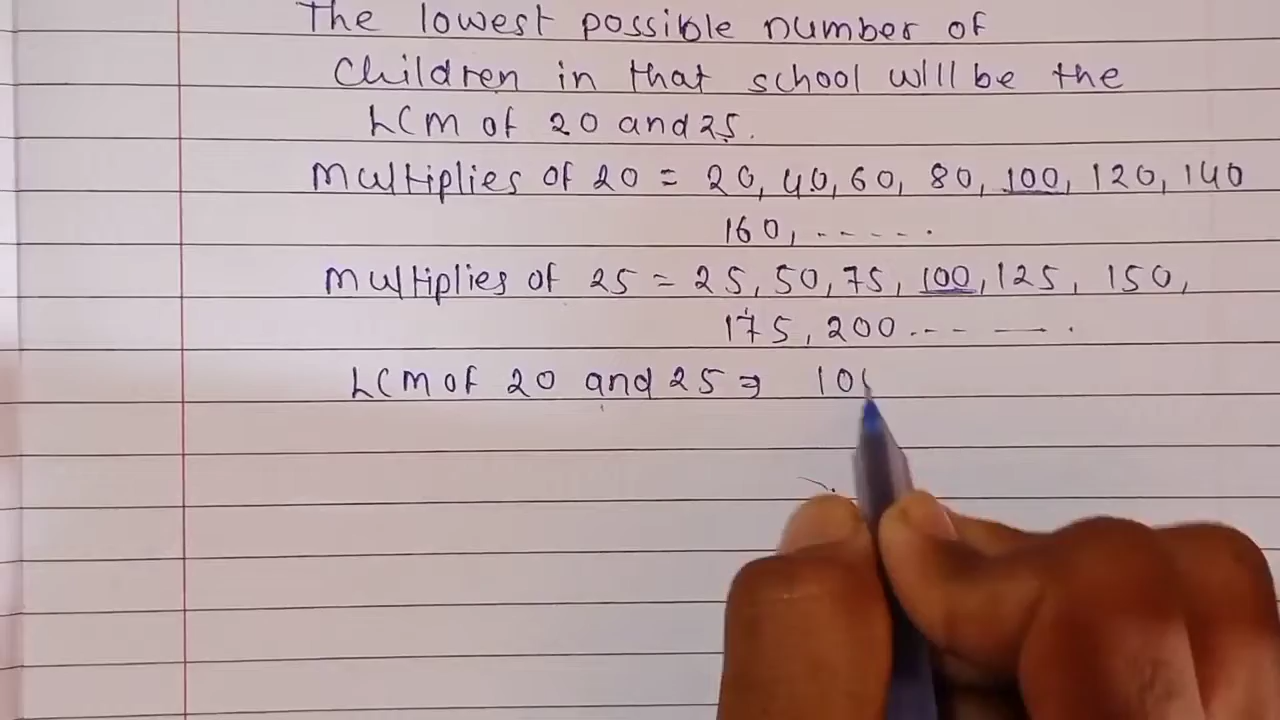 The lowest possible number of
Children in that school will be the
LCM of 20 and 25.
Multiplies of 20 = 20, 40, 60, 80, 100, 120, 140
160, .....
Multiplies of 25 = 25, 50, 75, 100, 125, 150,
175, 200 ... — .
LCM of 20 and 25 ⇒ 100